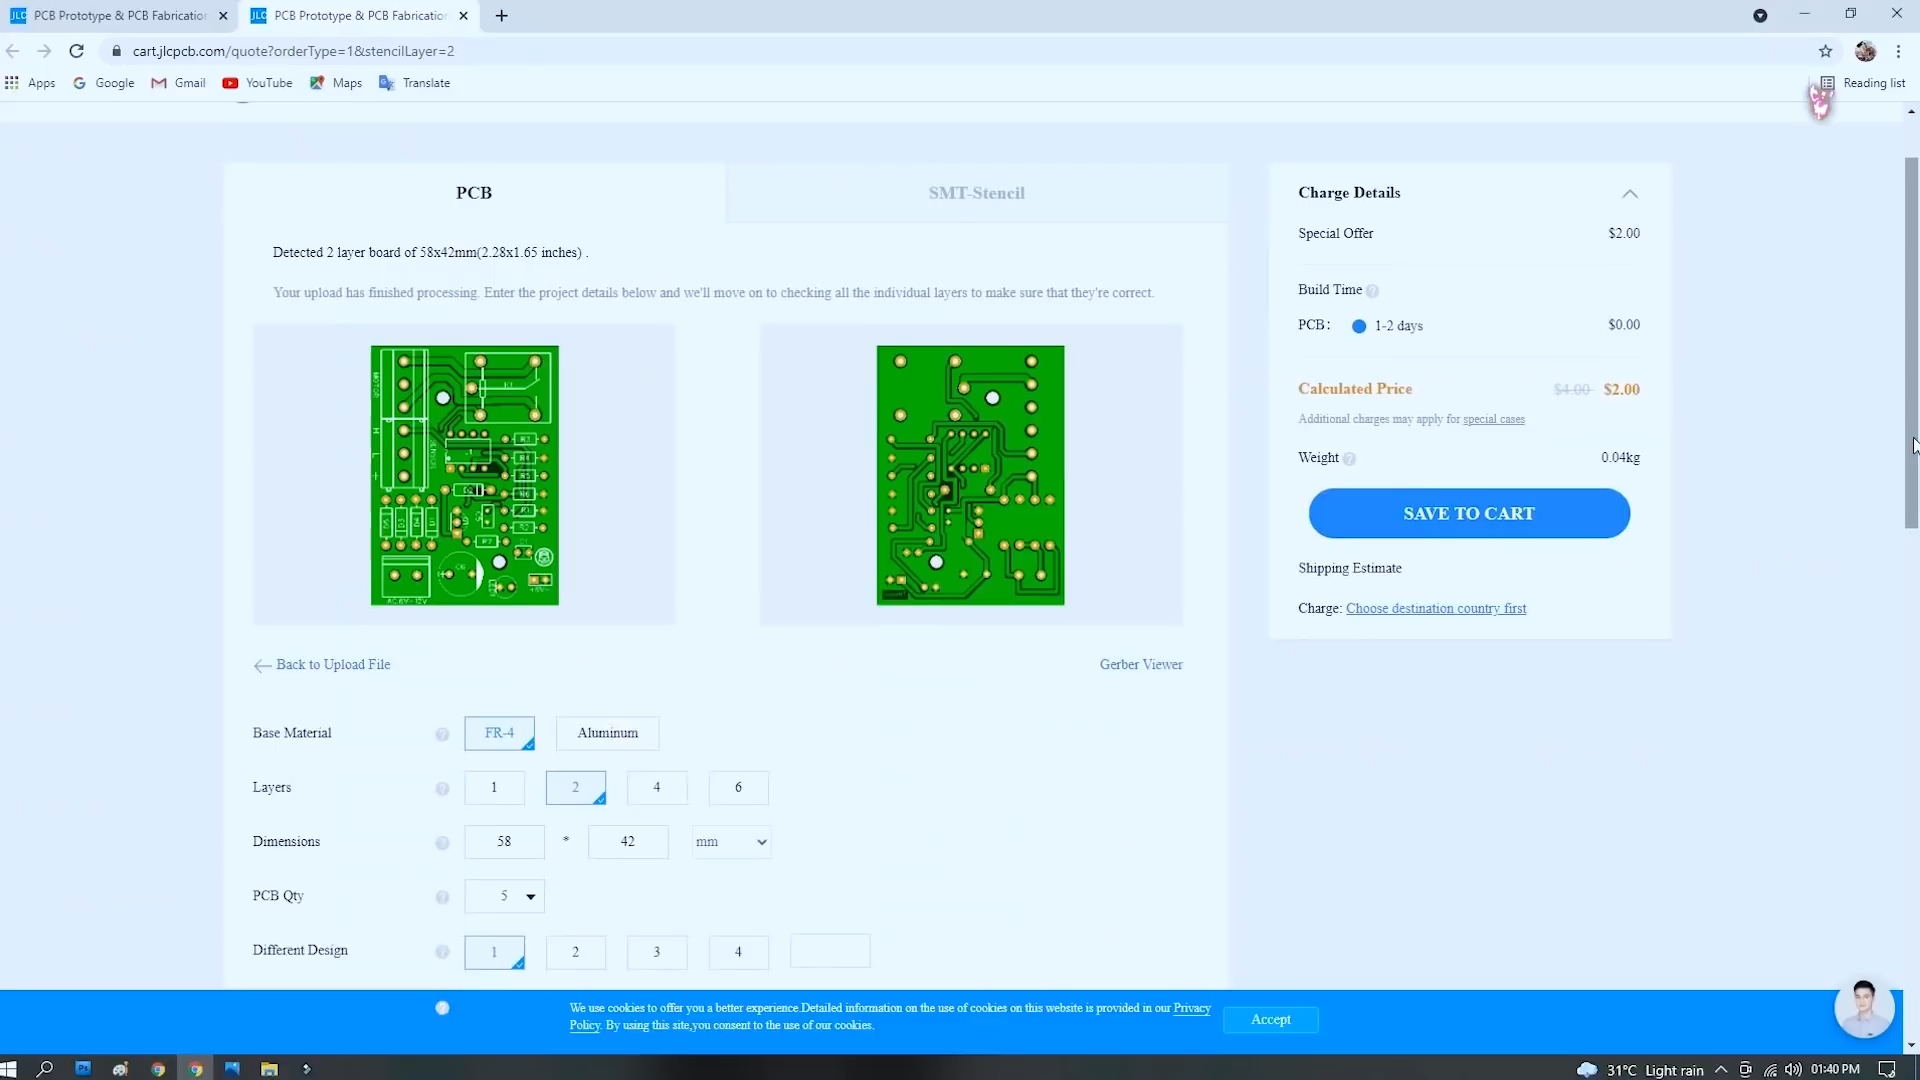 PCB Prototype & PCB Fabrication
PCB Prototype & PCB Fabrication
cart.jlcpcb.com/quote?orderType=1&stencilLayer=2
Apps Google Gmail YouTube Maps Translate Reading list
PCB SMT-Stencil
Detected 2 layer board of 58x42mm(2.28x1.65 inches) .
Your upload has finished processing. Enter the project details below and we'll move on to checking all the individual layers to make sure that they're correct.
Back to Upload File Gerber Viewer
Base Material FR-4 Aluminum
Layers 1 2 4 6
Dimensions 58 * 42 mm
PCB Qty 5
Different Design 1 2 3 4
Charge Details
Special Offer $2.00
Build Time
PCB: 1-2 days $0.00
Calculated Price $4.00 $2.00
Additional charges may apply for special cases
Weight 0.04kg
SAVE TO CART
Shipping Estimate
Charge: Choose destination country first
We use cookies to offer you a better experience.Detailed information on the use of cookies on this website is provided in our Privacy
Policy. By using this site,you consent to the use of our cookies.
Accept
31°C Light rain 01:40 PM